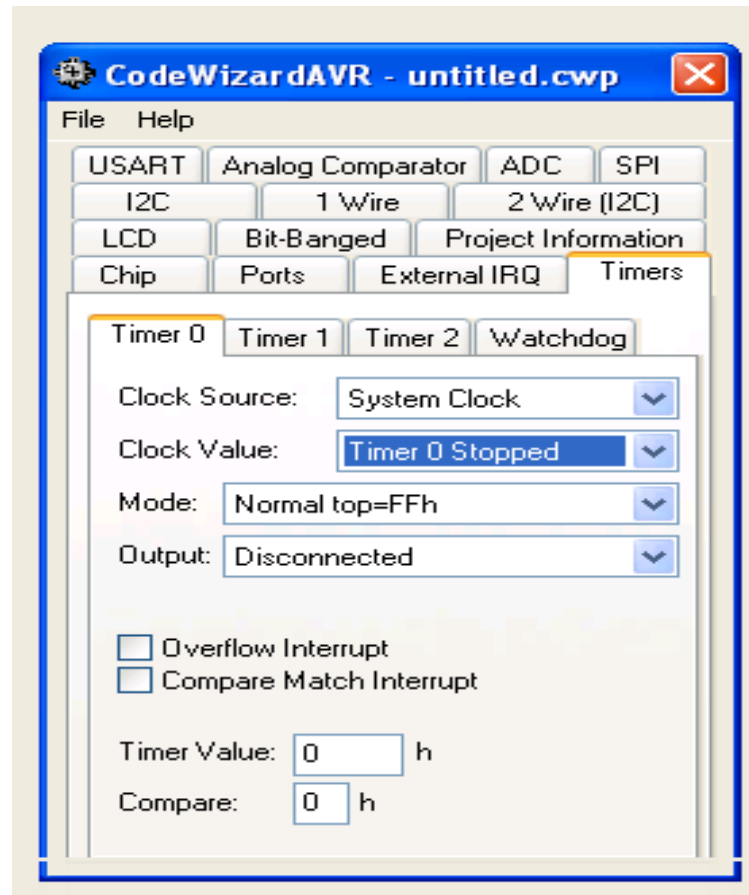 CodeWizardAVR - untitled.cwp
File Help
USART Analog Comparator ADC SPI
I2C 1 Wire 2 Wire (I2C)
LCD Bit-Banged Project Information
Chip Ports External IRQ Timers
Timer 0 Timer 1 Timer 2 Watchdog
Clock Source: System Clock
Clock Value: Timer 0 Stopped
Mode: Normal top=FFh
Output: Disconnected
Overflow Interrupt
Compare Match Interrupt
Timer Value: 0 h
Compare: 0 h